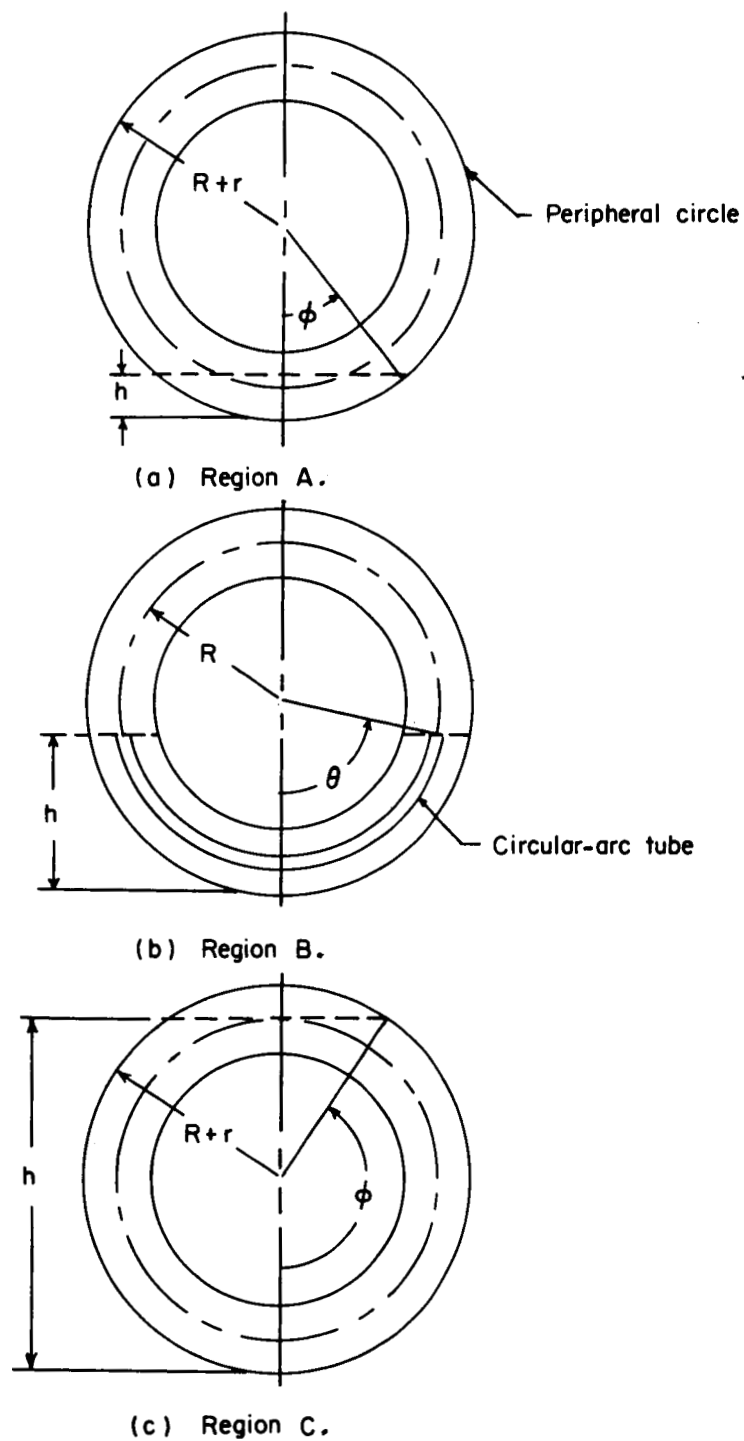 R+r
Peripheral circle
ϕ
h
(a) Region A.
R
θ
h
Circular-arc tube
(b) Region B.
R+r
h
ϕ
(c) Region C.